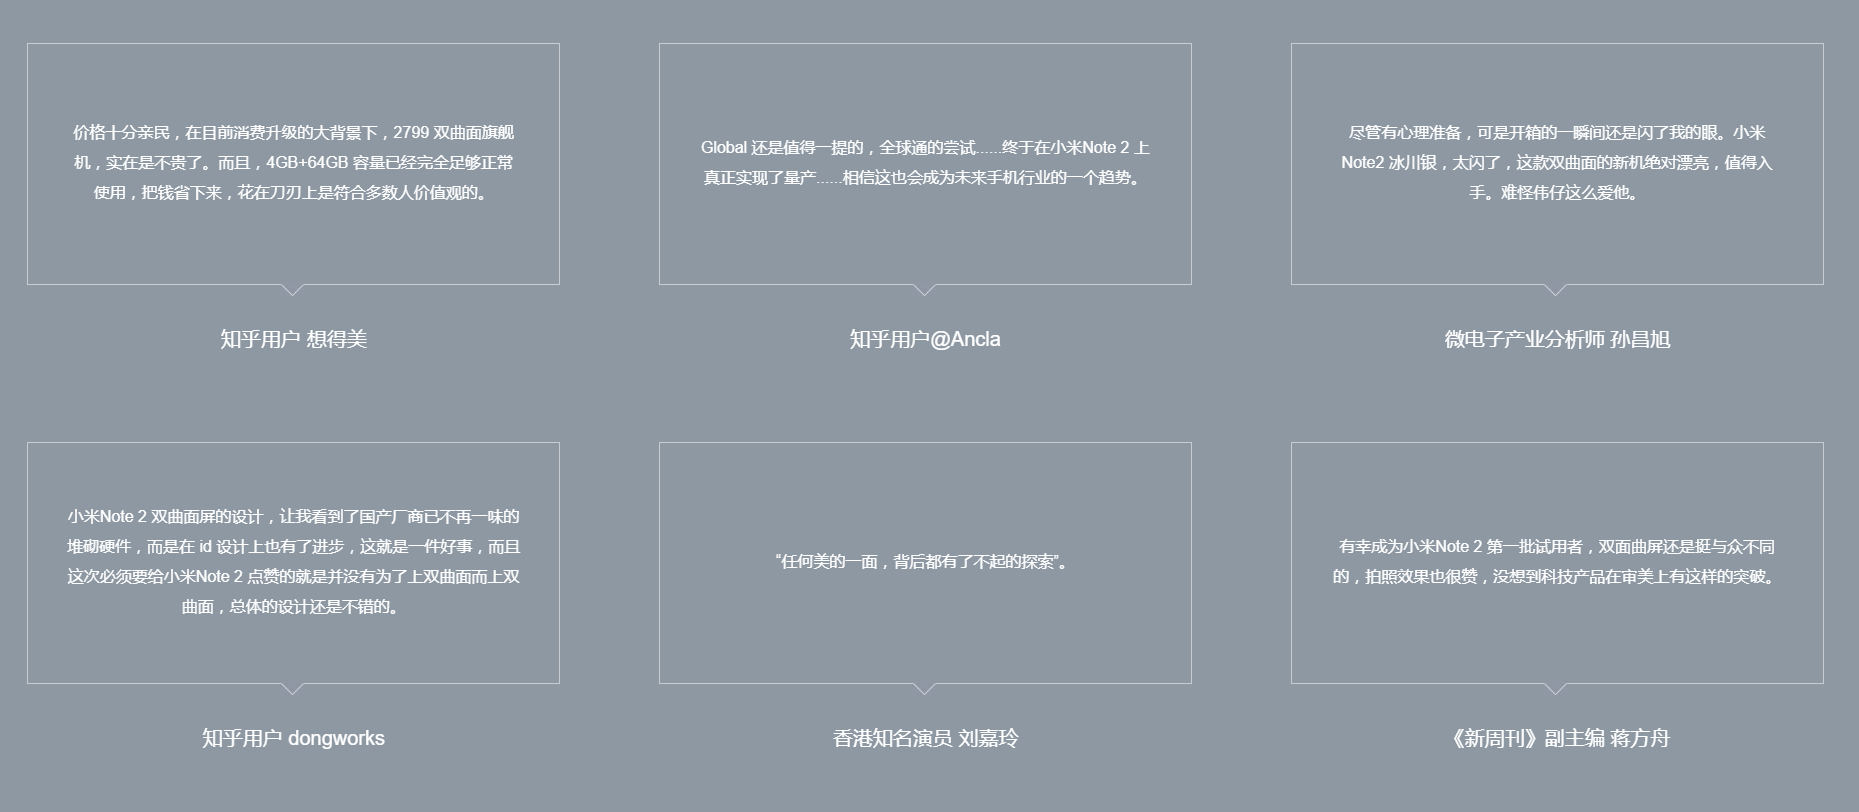 价格十分亲民，在目前消费升级的大背景下，2799 双曲面旗舰
机，实在是不贵了。而且，4GB+64GB 容量已经完全足够正常
使用，把钱省下来，花在刀刃上是符合多数人价值观的。
知乎用户 想得美
Global 还是值得一提的，全球通的尝试......终于在小米Note 2 上
真正实现了量产......相信这也会成为未来手机行业的一个趋势。
知乎用户@Ancla
尽管有心理准备，可是开箱的一瞬间还是闪了我的眼。小米
Note2 冰川银，太闪了，这款双曲面的新机绝对漂亮，值得入
手。难怪伟仔这么爱他。
微电子产业分析师 孙昌旭
小米Note 2 双曲面屏的设计，让我看到了国产厂商已不再一味的
堆砌硬件，而是在 id 设计上也有了进步，这就是一件好事，而且
这次必须要给小米Note 2 点赞的就是并没有为了上双曲面而上双
曲面，总体的设计还是不错的。
知乎用户 dongworks
“任何美的一面，背后都有了不起的探索”。
香港知名演员 刘嘉玲
有幸成为小米Note 2 第一批试用者，双面曲屏还是挺与众不同
的，拍照效果也很赞，没想到科技产品在审美上有这样的突破。
《新周刊》副主编 蒋方舟